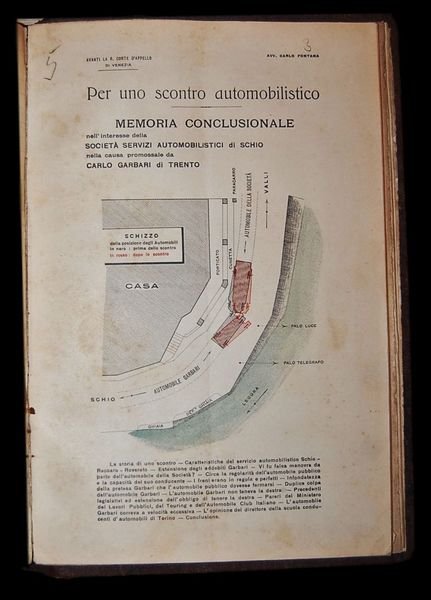 5
3
AVANTI LA R. CORTE D'APPELLO
DI VENEZIA
AVV. CARLO FONTANA
Per uno scontro automobilistico
MEMORIA CONCLUSIONALE
nell'interesse della
SOCIETÀ SERVIZI AUTOMOBILISTICI di SCHIO
nella causa promossale da
CARLO GARBARI di TRENTO
SCHIZZO
della posizione degli Automobili
in nero : prima dello scontro
in rosso : dopo lo scontro
CASA
PORTICATO
CUNETTA
PARACARRO
AUTOMOBILE DELLA SOCIETÀ
VALLI
PALO LUCE
PALO TELEGRAFO
AUTOMOBILE GARBARI
SCHIO
GHIAIA
LEOGRA
La storia di uno scontro — Caratteristiche del servizio automobilistico Schio-
Recoaro - Rovereto — Estensione degli addebiti Garbari — Vi fu falsa manovra da
parte dell'automobile della Società? — Circa la regolarità dell'automobile pubblico
e la capacità del suo conducente — I freni erano in regola e perfetti — Infondatezza
della pretesa Garbari che l'automobile pubblico dovesse fermarsi — Duplice colpa
dell'automobile Garbari — L'automobile Garbari non teneva la destra — Precedenti
legislativi ed estensione dell'obbligo di tenere la destra — Pareri del Ministero
dei Lavori Pubblici, del Touring e dell'Automobile Club Italiano — L'automobile
Garbari correva a velocità eccessiva — L'opinione del direttore della scuola condu-
centi d'automobili di Torino — Conclusione.